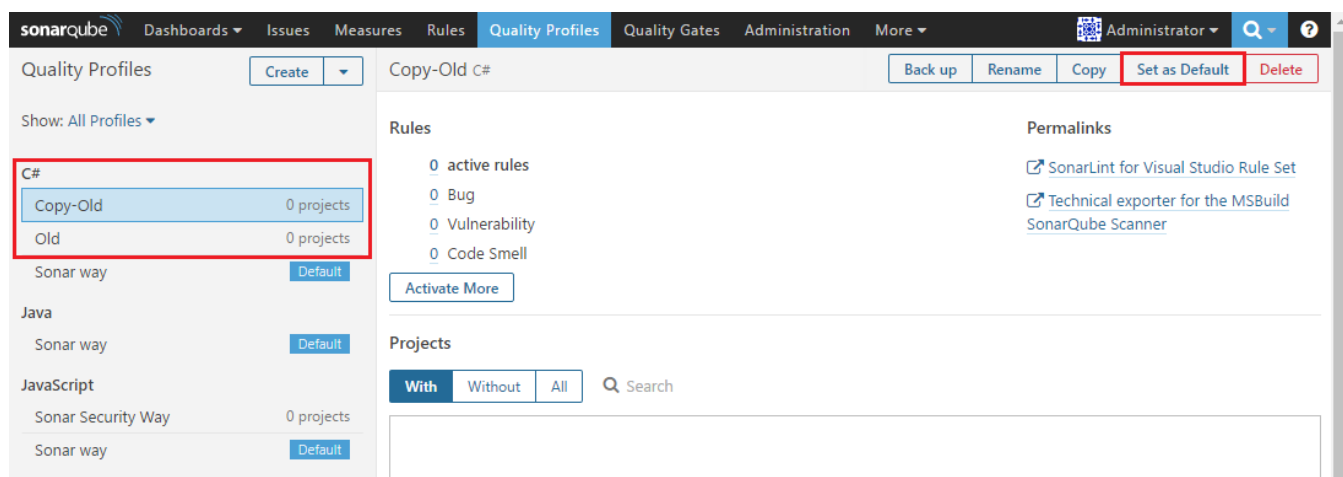 sonarqube Dashboards Issues Measures Rules Quality Profiles Quality Gates Administration More Administrator ?
Quality Profiles Create
Copy-Old C# Back up Rename Copy Set as Default Delete
Show: All Profiles
C#
Copy-Old 0 projects
Old 0 projects
Sonar way Default
Java
Sonar way Default
JavaScript
Sonar Security Way 0 projects
Sonar way Default
Rules
0 active rules
0 Bug
0 Vulnerability
0 Code Smell
Activate More
Permalinks
SonarLint for Visual Studio Rule Set
Technical exporter for the MSBuild
SonarQube Scanner
Projects
With Without All Search